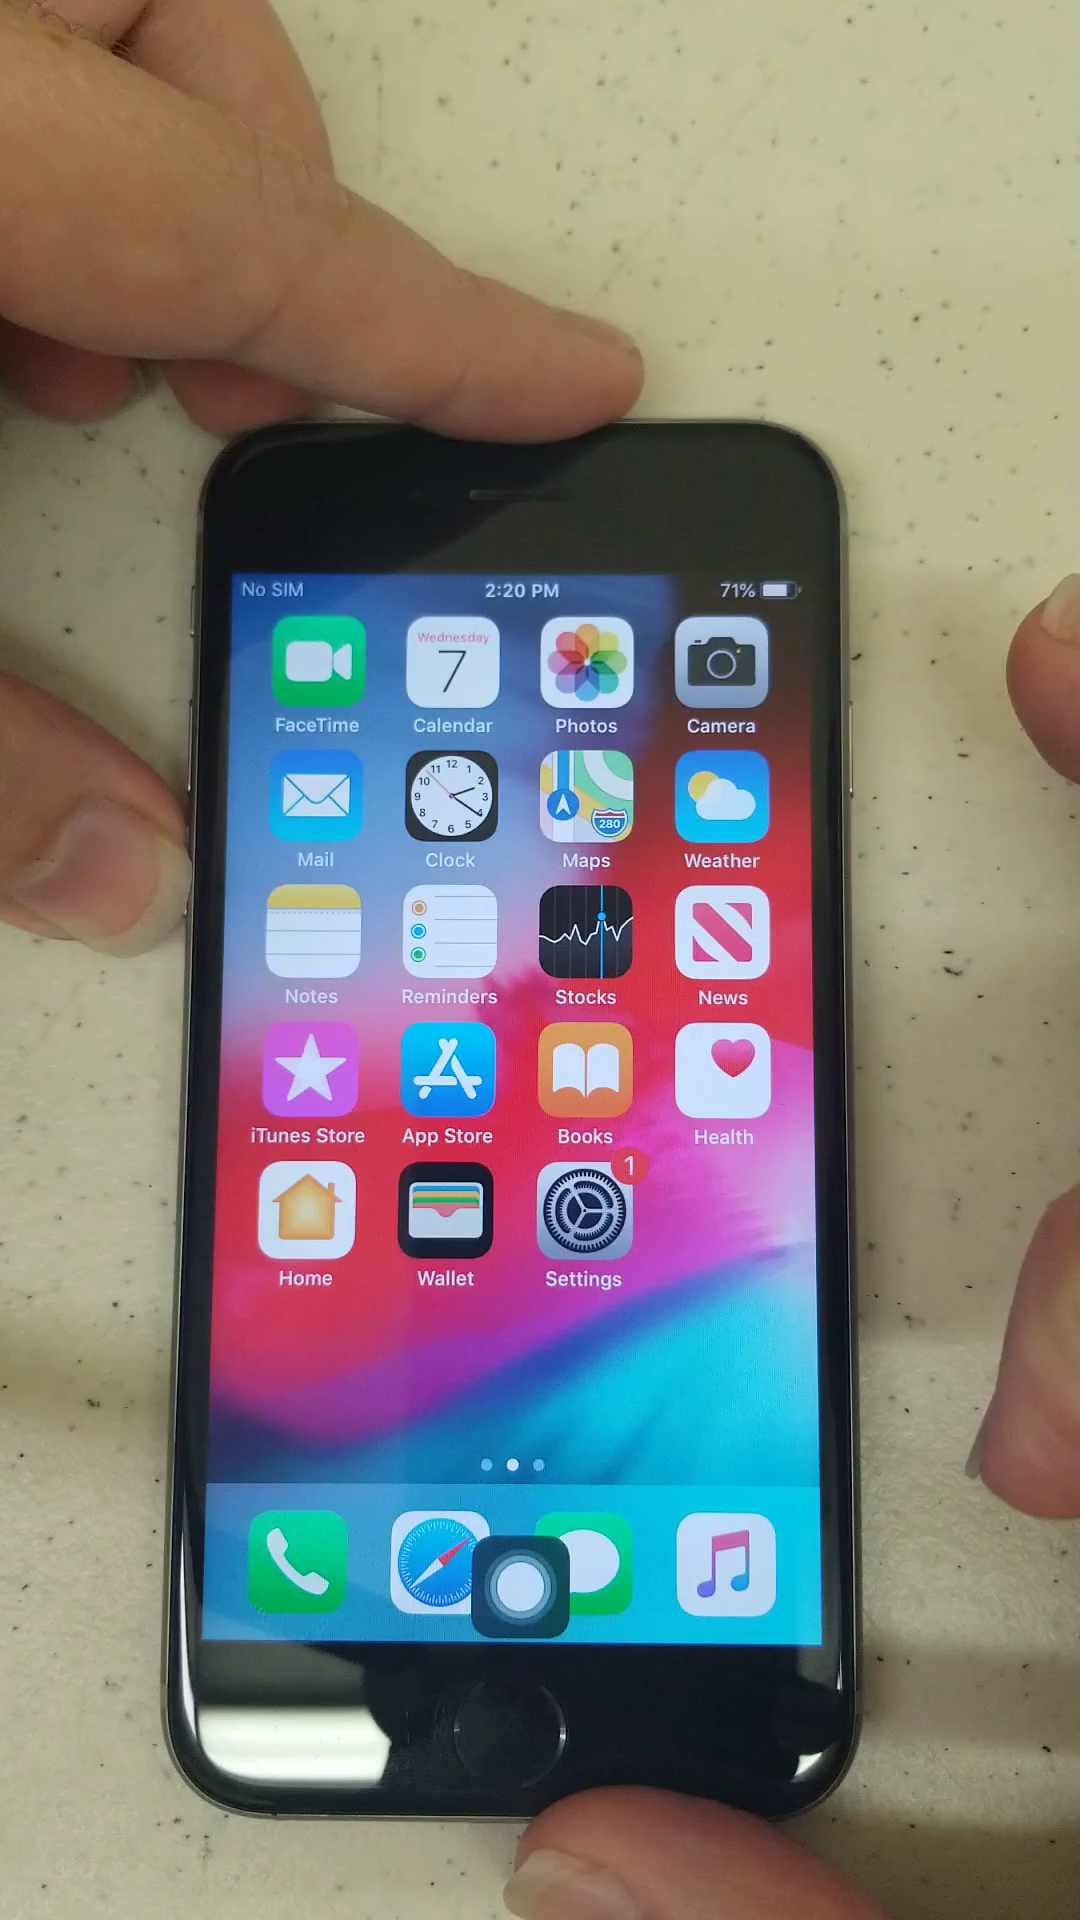 No SIM 2:20 PM 71%
Wednesday
7
FaceTime Calendar Photos Camera
11 12 1
10 2
9 3
8 4
7 6 5
280
Mail Clock Maps Weather
Notes Reminders Stocks News
iTunes Store App Store Books Health
1
Home Wallet Settings